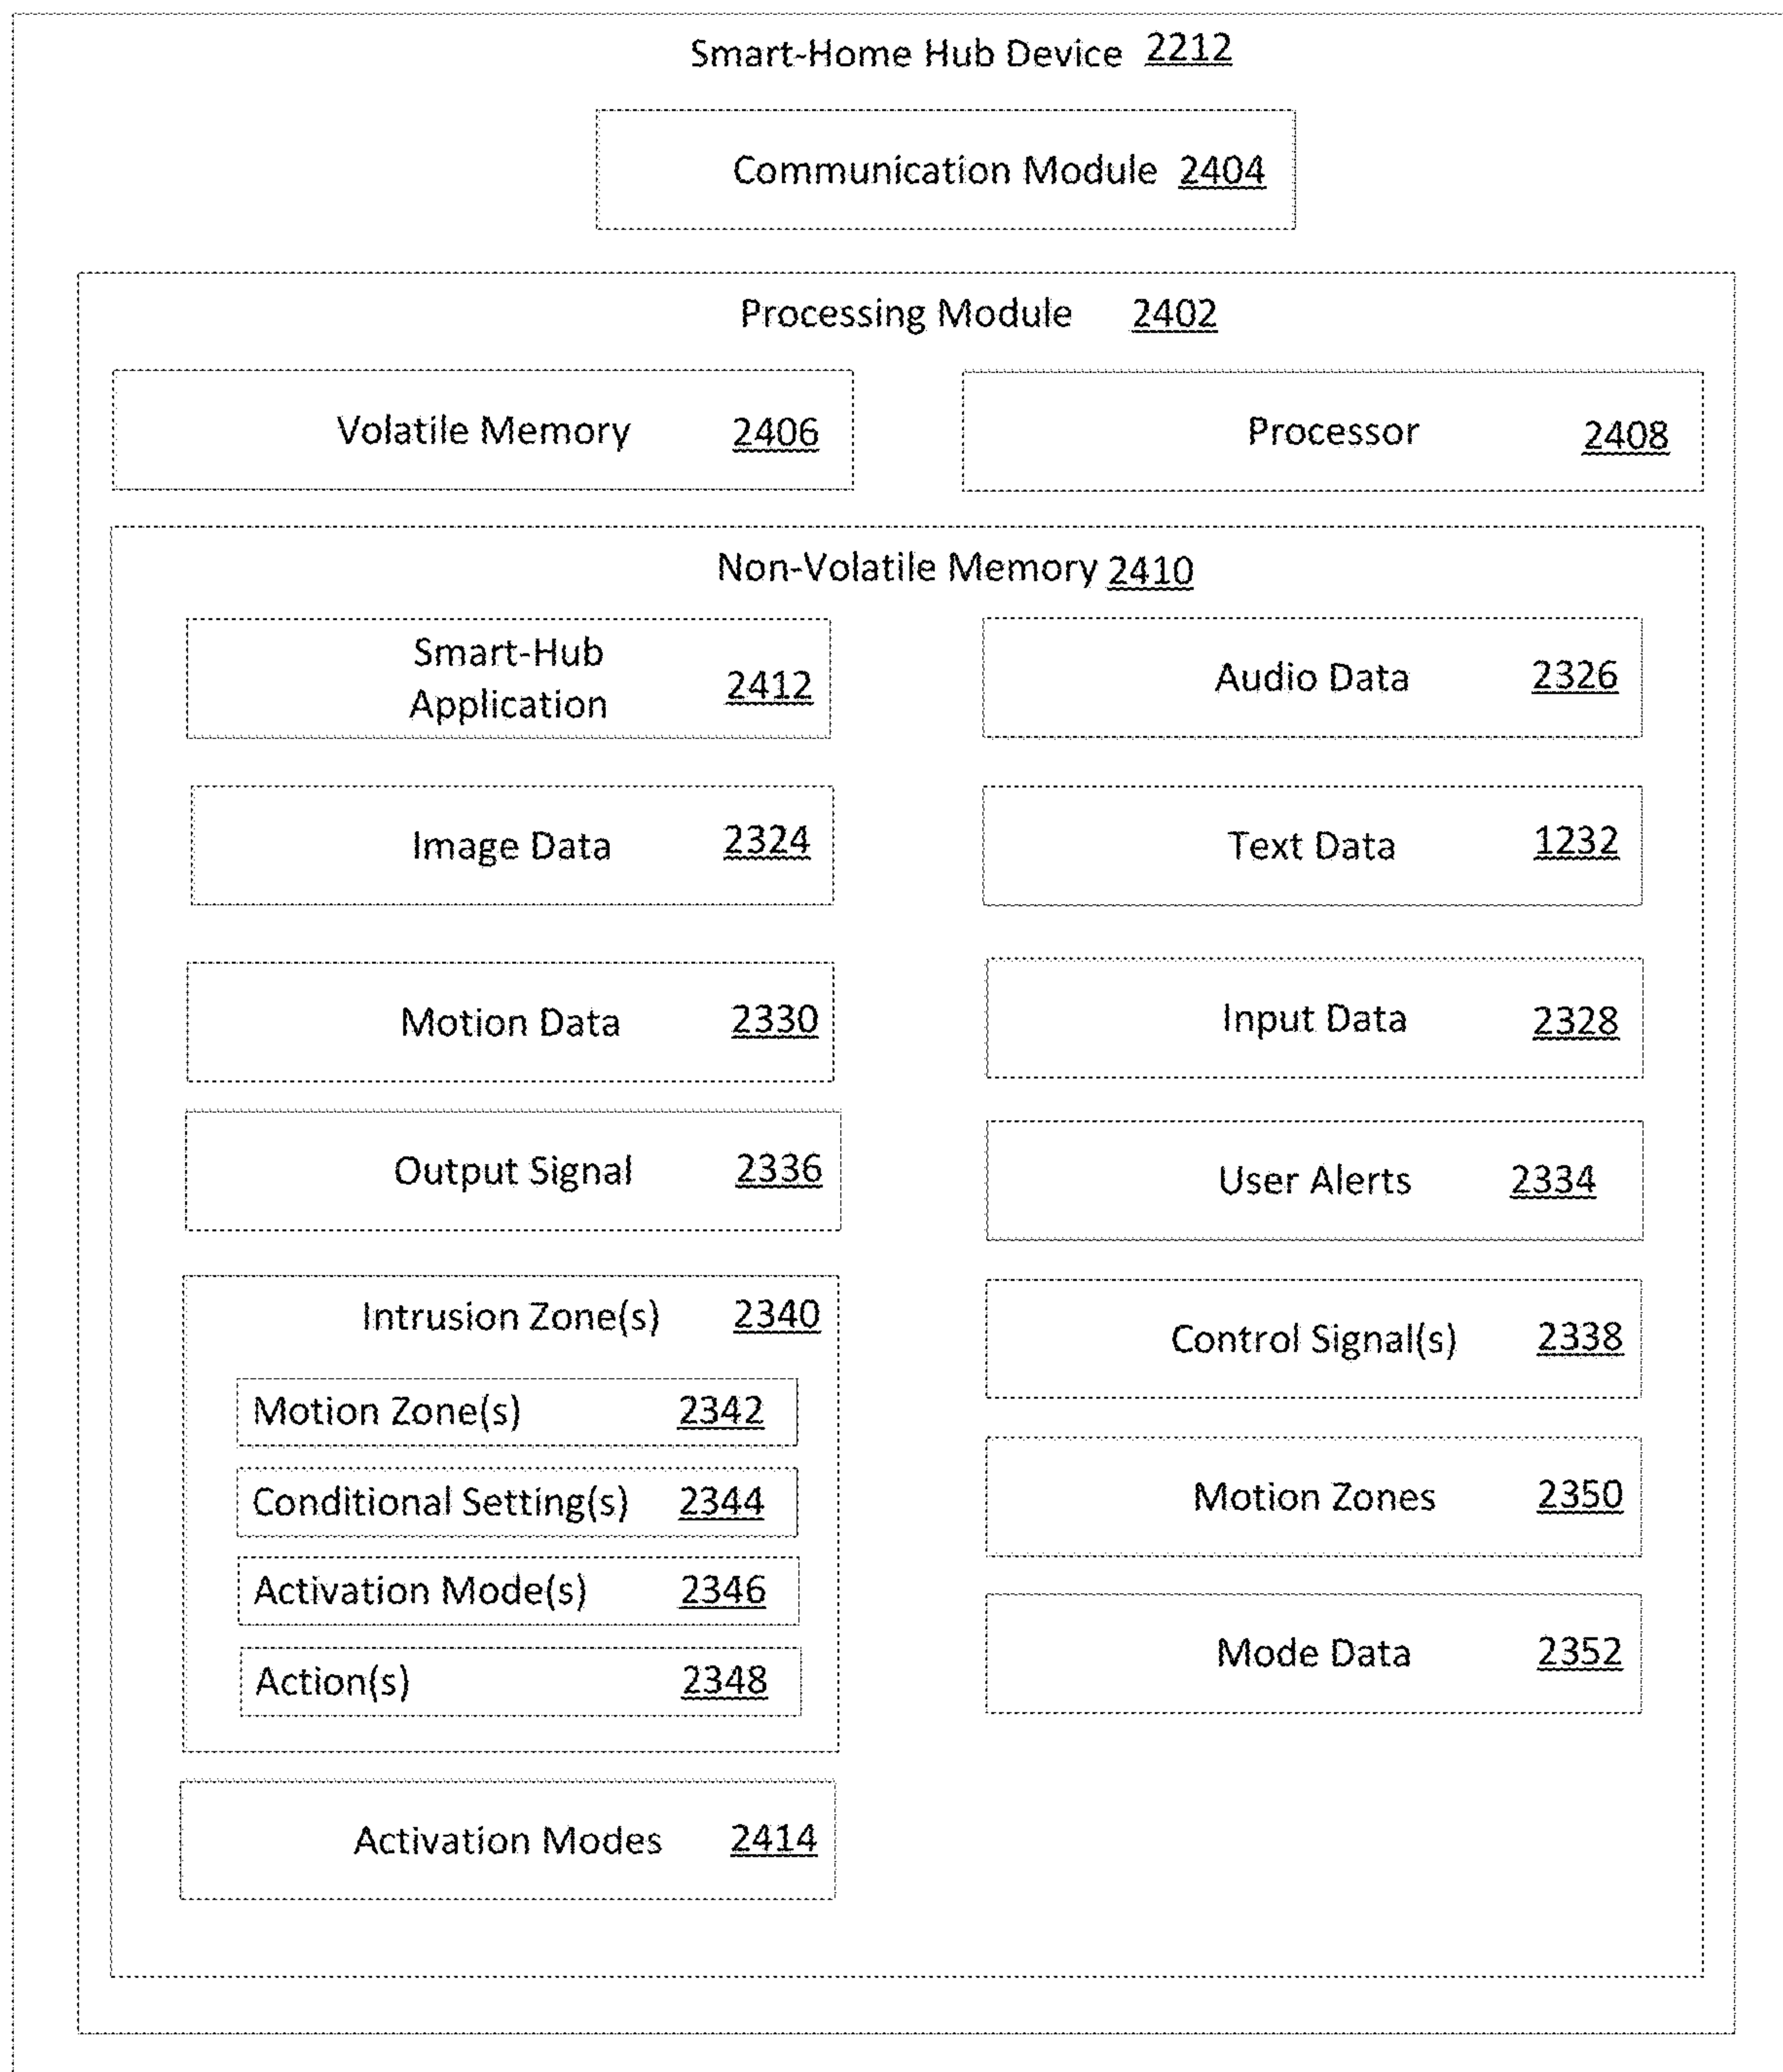 Smart-Home Hub Device 2212
Communication Module 2404
Processing Module 2402
Volatile Memory 2406
Processor 2408
Non-Volatile Memory 2410
Smart-Hub
Application 2412
Audio Data 2326
Image Data 2324
Text Data 1232
Motion Data 2330
Input Data 2328
Output Signal 2336
User Alerts 2334
Intrusion Zone(s) 2340
Motion Zone(s) 2342
Conditional Setting(s) 2344
Activation Mode(s) 2346
Action(s) 2348
Control Signal(s) 2338
Motion Zones 2350
Mode Data 2352
Activation Modes 2414